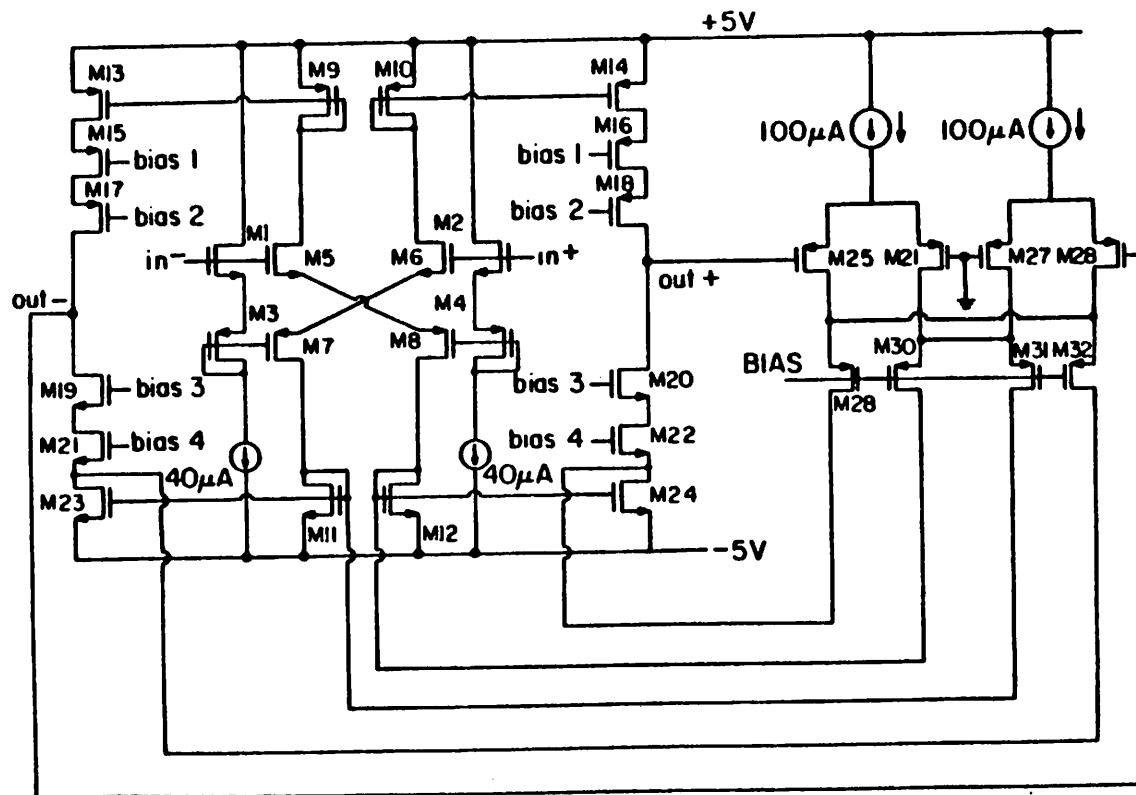 +5V
M13
M9
M10
M14
M15
M16
100μA
100μA
bias 1
bias 1
M17
M18
bias 2
bias 2
M1
M2
in-
M5
M6
in+
M25
M21
M27
M28
out-
out+
M3
M4
M7
M8
M30
M31
M32
BIAS
M19
bias 3
bias 3
M20
M28
M21
bias 4
bias 4
M22
40μA
40μA
M23
M24
M11
M12
-5V